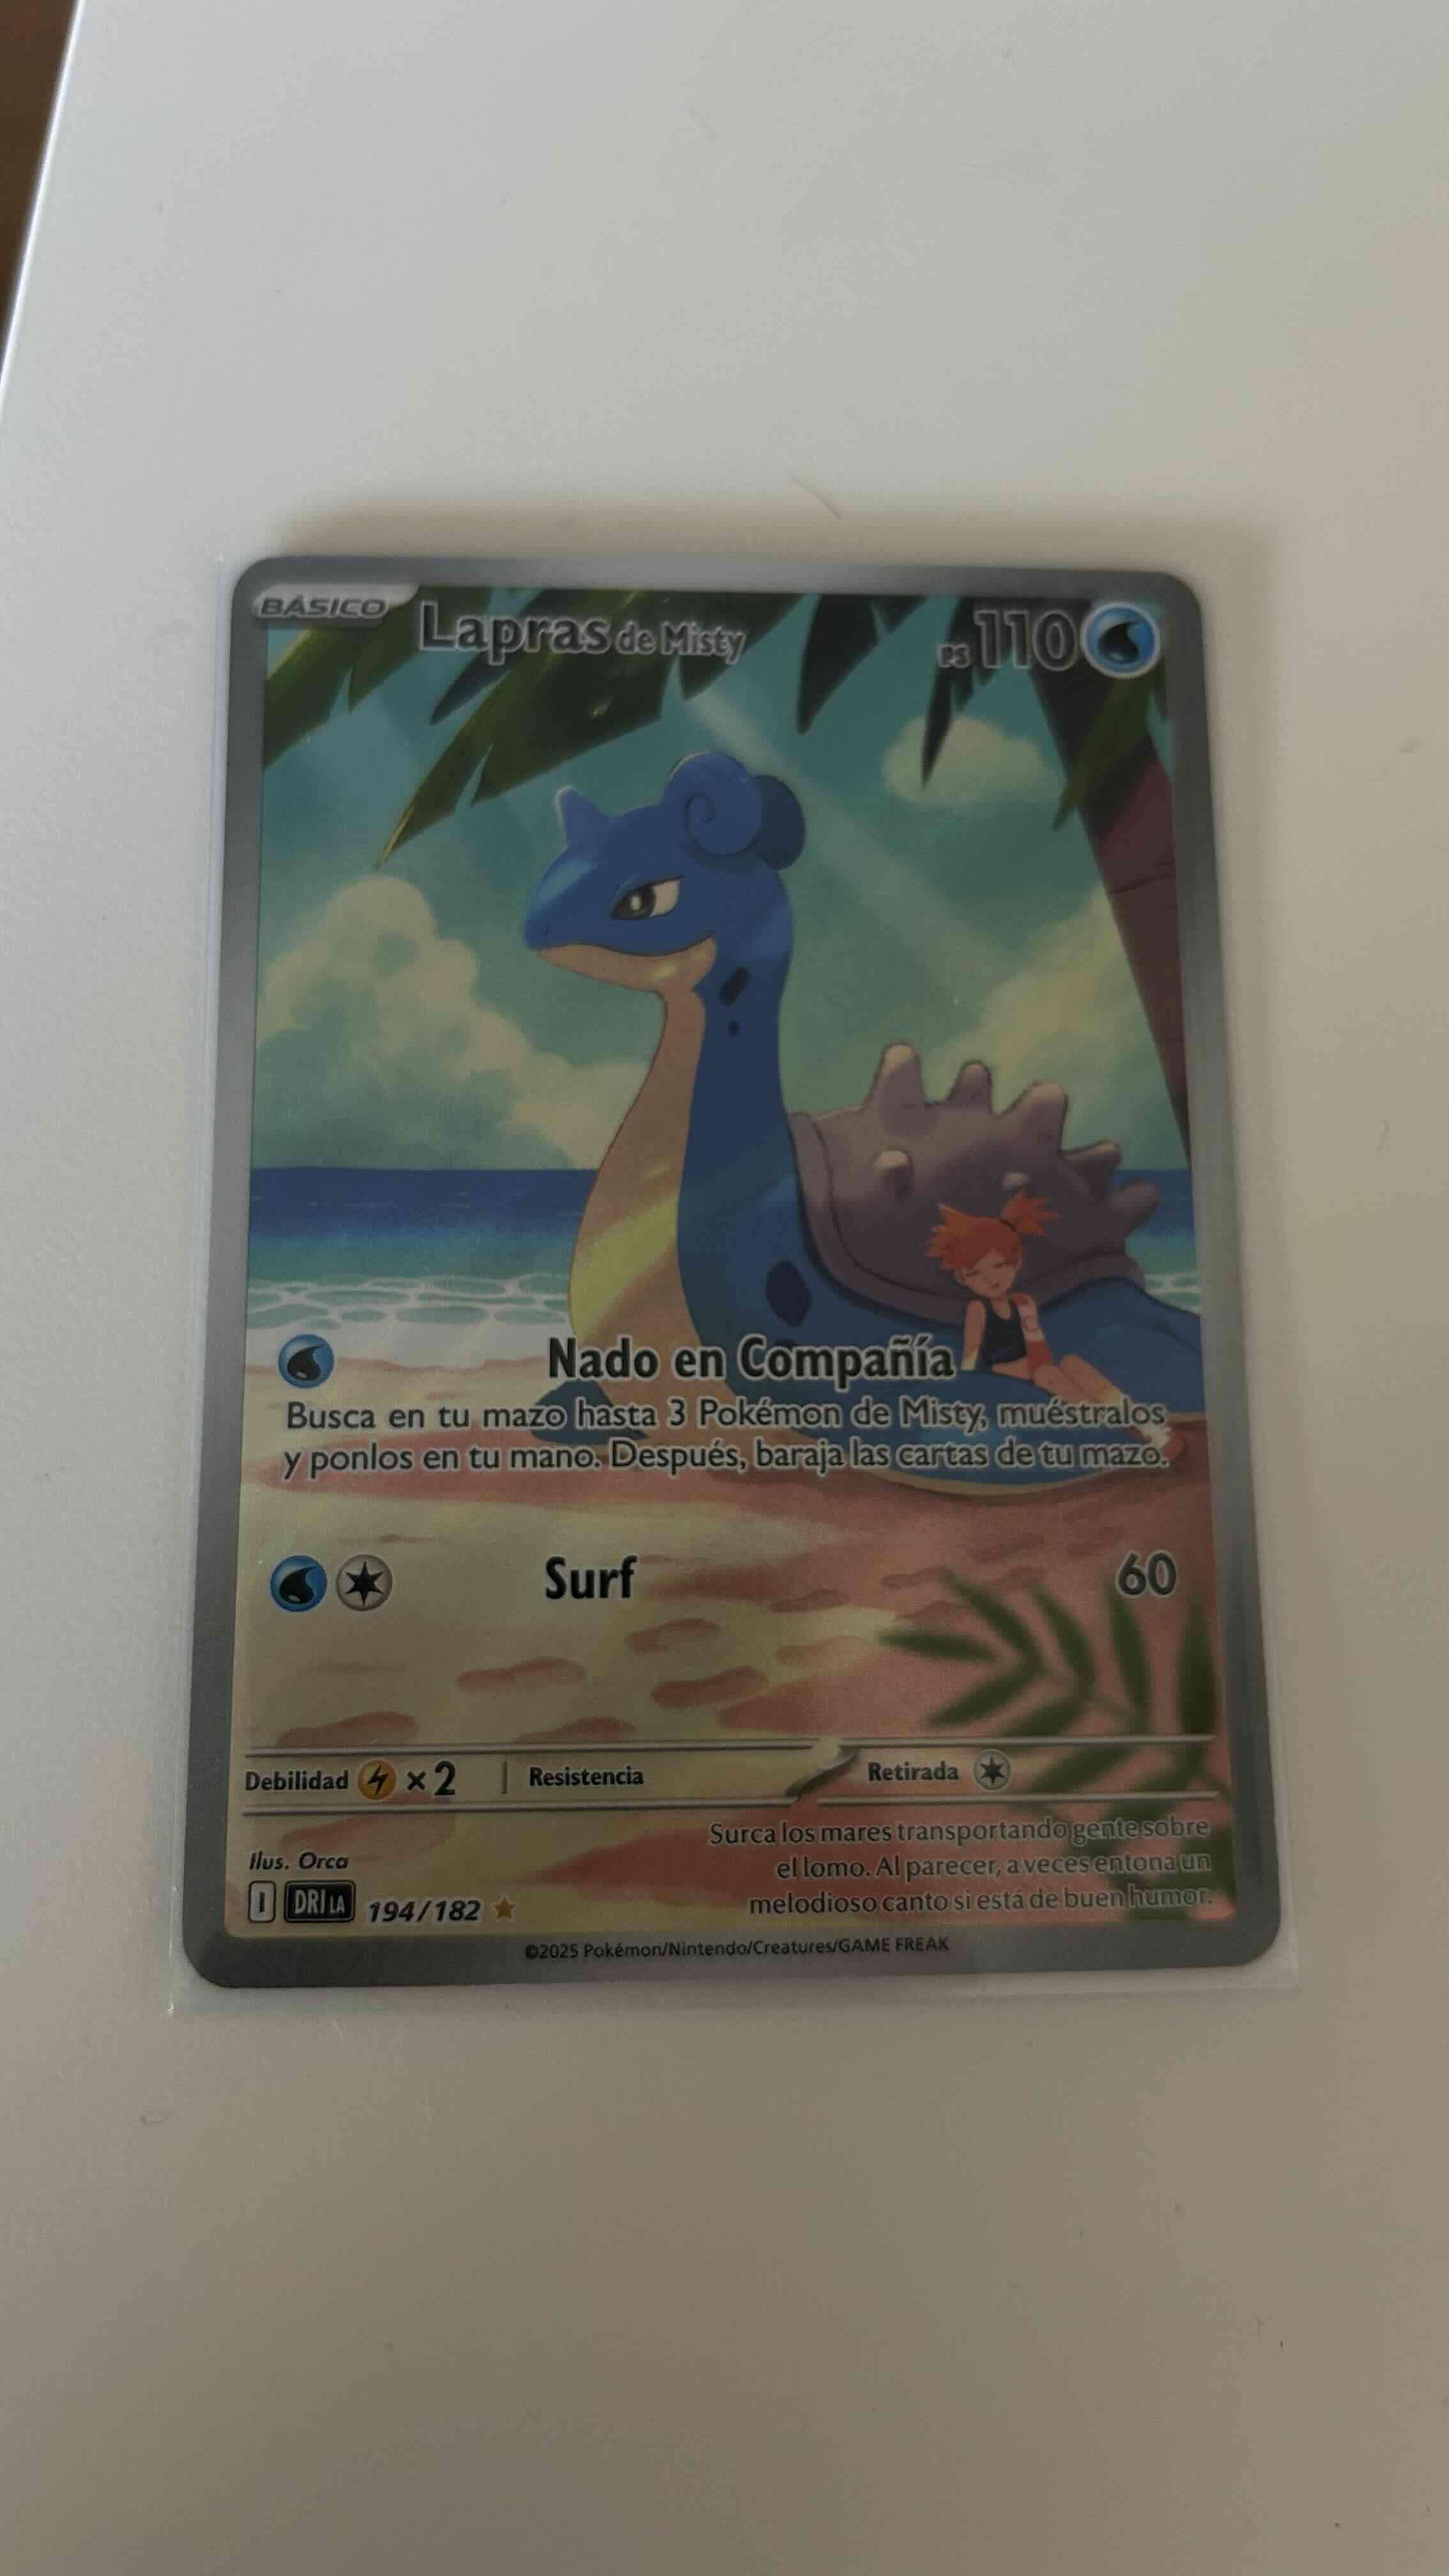 BÁSICO Lapras de Misty PS 110
Nado en Compañía
Busca en tu mazo hasta 3 Pokémon de Misty, muéstralos
y ponlos en tu mano. Después, baraja las cartas de tu mazo.
Surf 60
Debilidad ×2 Resistencia Retirada
Surca los mares transportando gente sobre
el lomo. Al parecer, a veces entona un
melodioso canto si está de buen humor.
Ilus. Orca
I DRI LA 194/182
©2025 Pokémon/Nintendo/Creatures/GAME FREAK